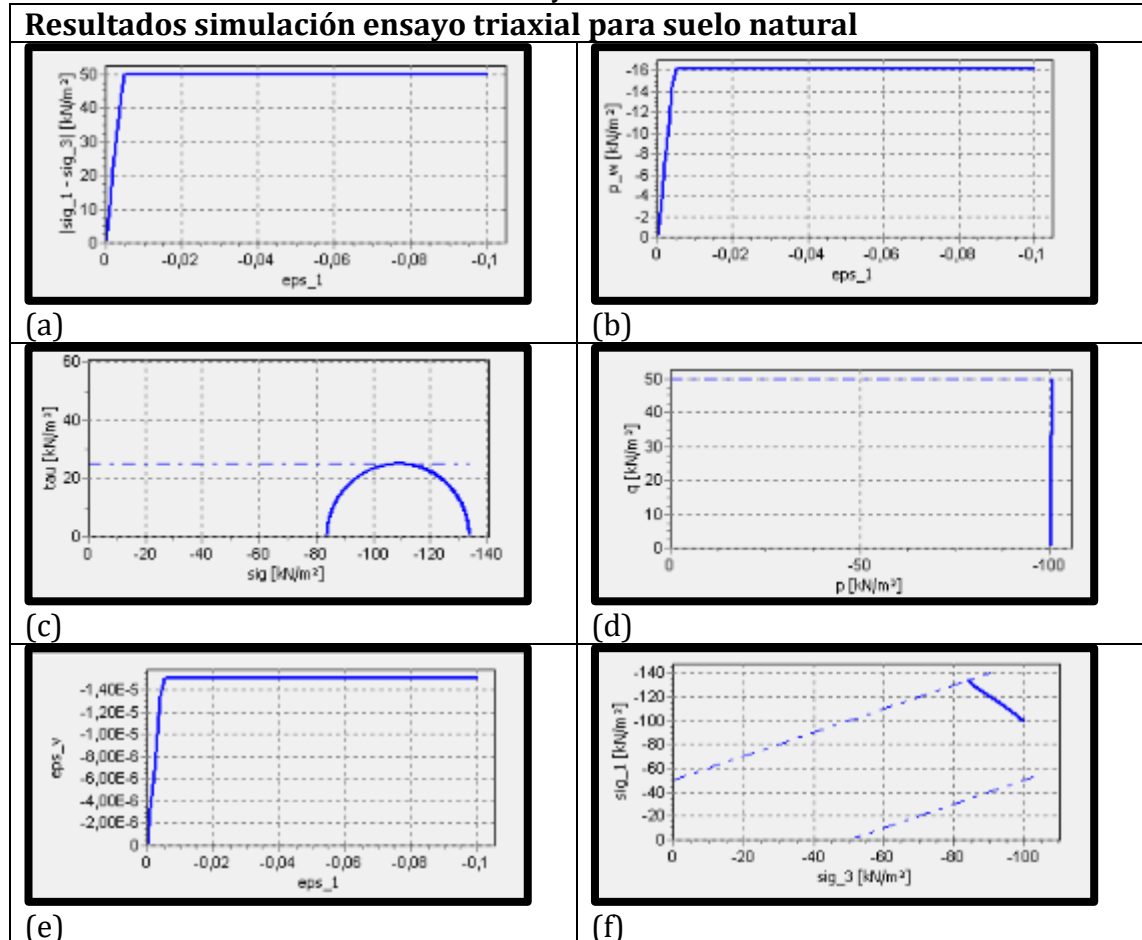 Resultados simulación ensayo triaxial para suelo natural
|sig_1 - sig_3| [kN/m²]
50
40
30
20
10
0
0 -0,02 -0,04 -0,06 -0,08 -0,1
eps_1
(a)
p_w [kN/m²]
-16
-14
-12
-10
-8
-6
-4
-2
0
0 -0,02 -0,04 -0,06 -0,08 -0,1
eps_1
(b)
tau [kN/m²]
60
40
20
0
0 -20 -40 -60 -80 -100 -120 -140
sig [kN/m²]
(c)
q [kN/m²]
50
40
30
20
10
0
0 -50 -100
p [kN/m²]
(d)
eps_v
-1,40E-5
-1,20E-5
-1,00E-5
-8,00E-6
-6,00E-6
-4,00E-6
-2,00E-6
0
0 -0,02 -0,04 -0,06 -0,08 -0,1
eps_1
(e)
sig_1 [kN/m²]
-140
-120
-100
-80
-60
-40
-20
0
0 -20 -40 -60 -80 -100
sig_3 [kN/m²]
(f)